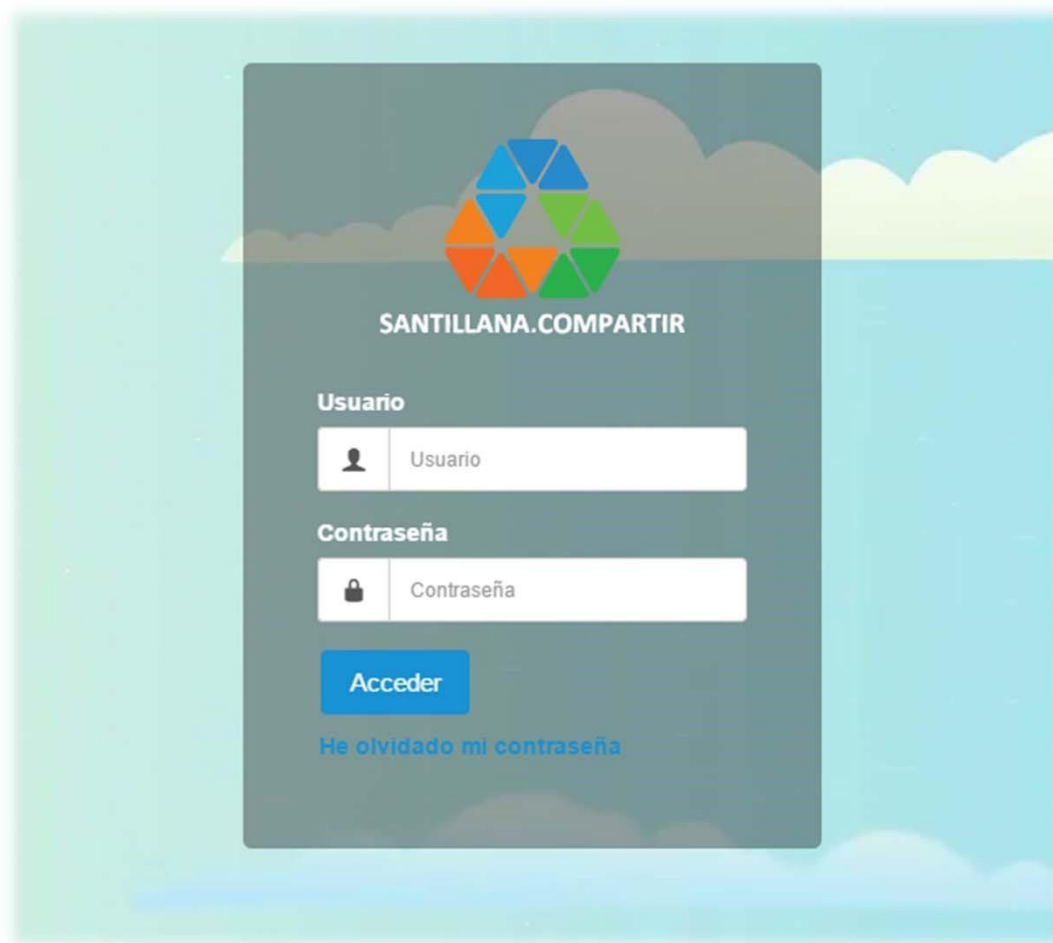 SANTILLANA.COMPARTIR
Usuario
Usuario
Contraseña
Contraseña
Acceder
He olvidado mi contraseña